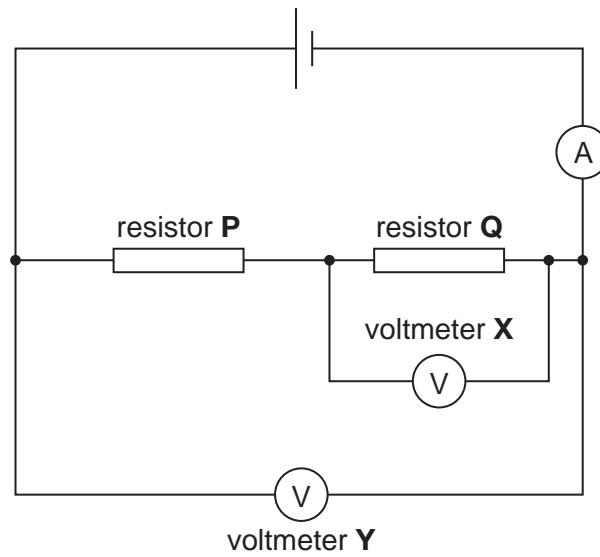 A
resistor P
resistor Q
voltmeter X
V
V
voltmeter Y